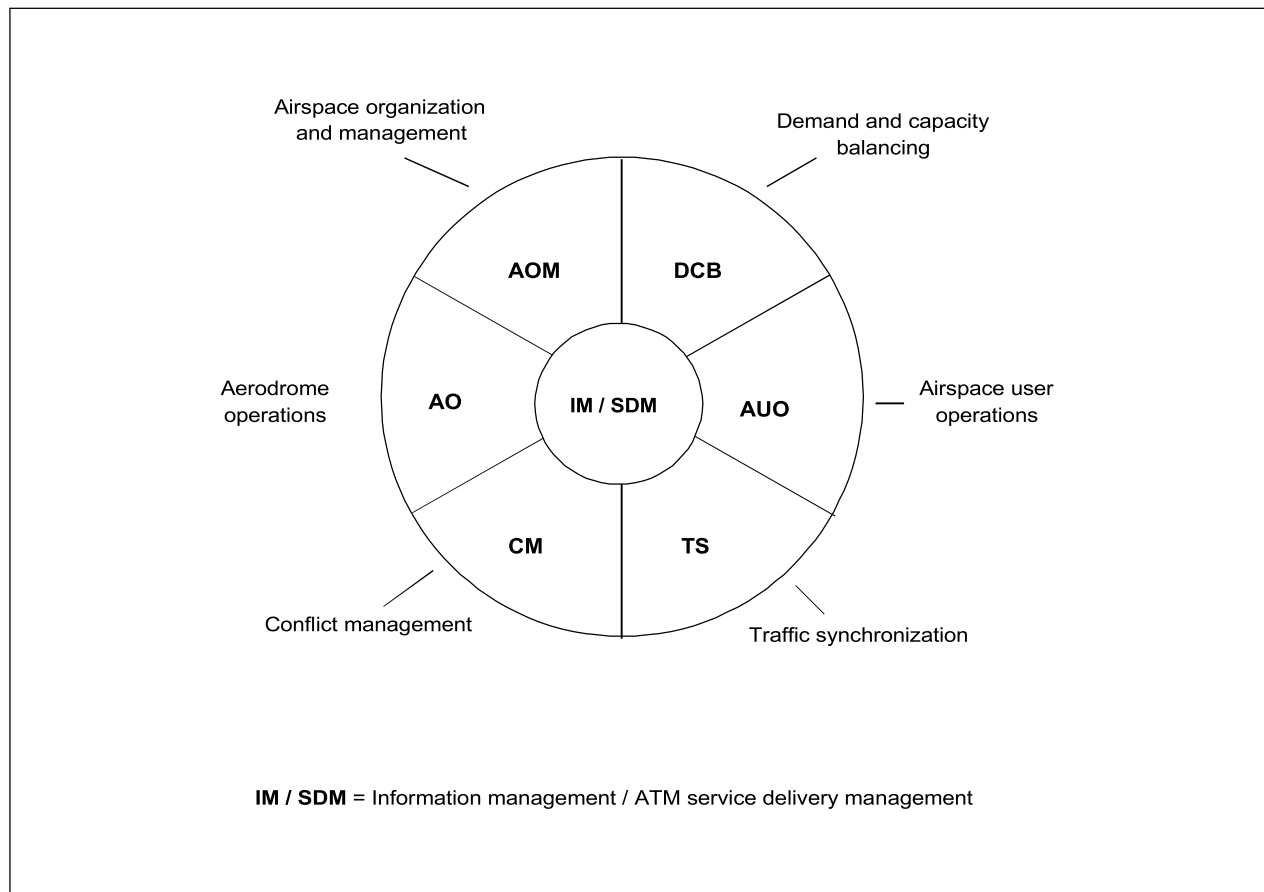 Airspace organization
and management
Demand and capacity
balancing
AOM
DCB
Aerodrome
operations
AO
IM / SDM
AUO
Airspace user
operations
CM
TS
Conflict management
Traffic synchronization
IM / SDM = Information management / ATM service delivery management